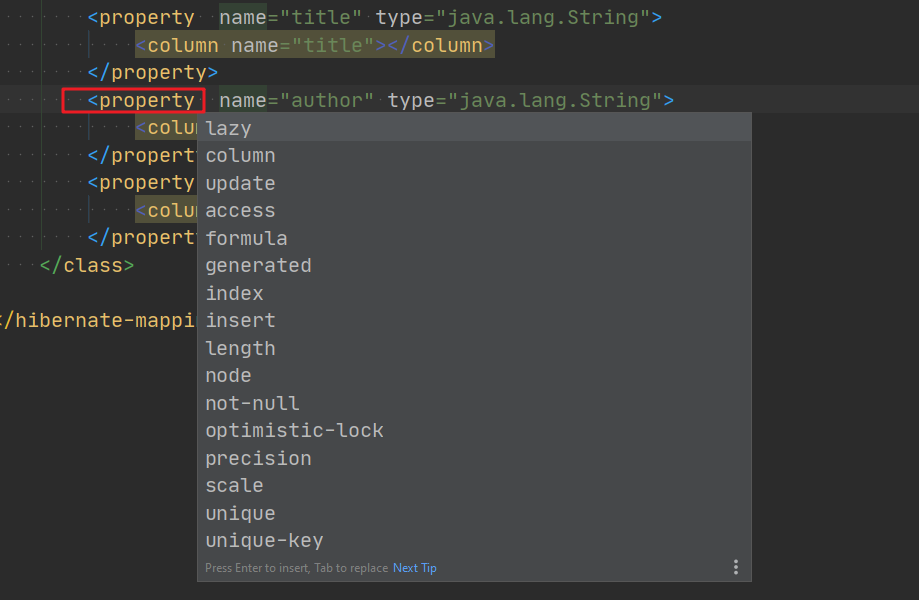 <property name="title" type="java.lang.String">
<column name="title"></column>
</property>
<property name="author" type="java.lang.String">
<colu
</propert
<property
<colu
</propert
</class>
/hibernate-mappi
lazy
column
update
access
formula
generated
index
insert
length
node
not-null
optimistic-lock
precision
scale
unique
unique-key
Press Enter to insert, Tab to replace Next Tip